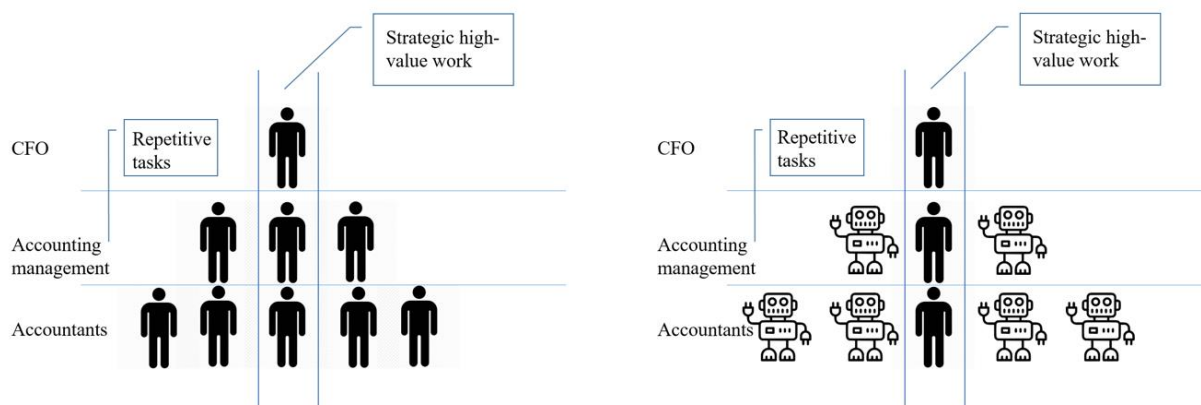 Strategic high-
value work
CFO
Repetitive
tasks
Accounting
management
Accountants
Strategic high-
value work
CFO
Repetitive
tasks
Accounting
management
Accountants